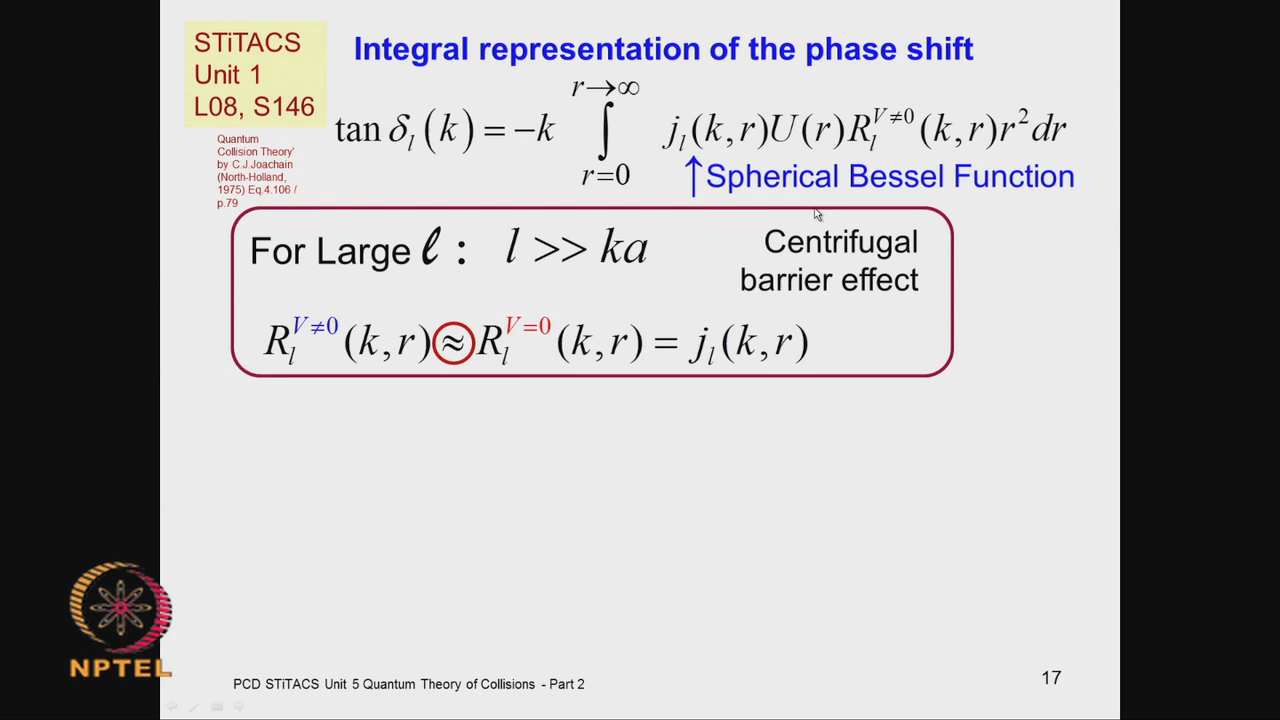 STiTACS
Unit 1
L08, S146
Integral representation of the phase shift
r→∞
tan δ_l (k) = −k ∫ j_l (k, r)U (r) R_l^{V≠0} (k, r) r² dr
r=0
↑Spherical Bessel Function
Quantum
Collision Theory'
by C.J.Joachain
(North-Holland,
1975) Eq.4.106 /
p.79
For Large ℓ : l >> ka
Centrifugal
barrier effect
R_l^{V≠0} (k, r) ≈ R_l^{V=0} (k, r) = j_l (k, r)
NPTEL
PCD STiTACS Unit 5 Quantum Theory of Collisions - Part 2
17